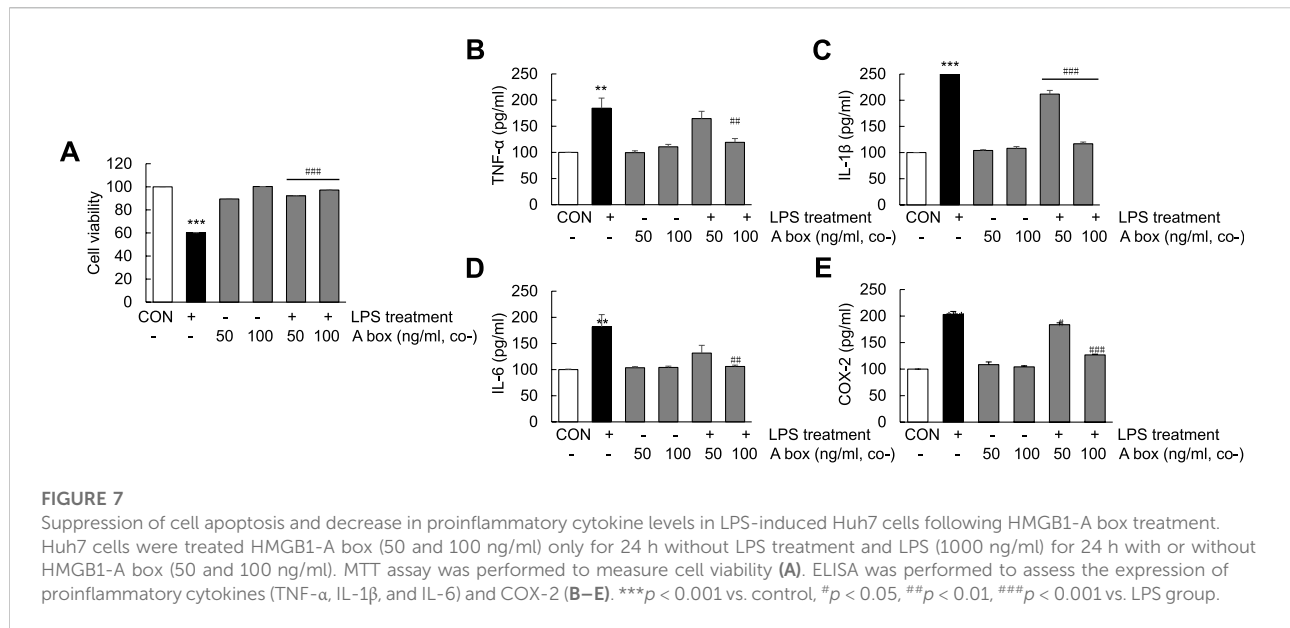 A
Cell viability
120
100
80
60
40
20
0
***
###
CON + - - + + LPS treatment
- - 50 100 50 100 A box (ng/ml, co-)
B
TNF-α (pg/ml)
250
200
150
100
50
0
**
##
CON + - - + + LPS treatment
- - 50 100 50 100 A box (ng/ml, co-)
C
IL-1β (pg/ml)
250
200
150
100
50
0
***
###
CON + - - + + LPS treatment
- - 50 100 50 100 A box (ng/ml, co-)
D
IL-6 (pg/ml)
250
200
150
100
50
0
**
##
CON + - - + + LPS treatment
- - 50 100 50 100 A box (ng/ml, co-)
E
COX-2 (pg/ml)
250
200
150
100
50
0
#
###
CON + - - + + LPS treatment
- - 50 100 50 100 A box (ng/ml, co-)
FIGURE 7
Suppression of cell apoptosis and decrease in proinflammatory cytokine levels in LPS-induced Huh7 cells following HMGB1-A box treatment.
Huh7 cells were treated HMGB1-A box (50 and 100 ng/ml) only for 24 h without LPS treatment and LPS (1000 ng/ml) for 24 h with or without
HMGB1-A box (50 and 100 ng/ml). MTT assay was performed to measure cell viability (A). ELISA was performed to assess the expression of
proinflammatory cytokines (TNF-α, IL-1β, and IL-6) and COX-2 (B–E). ***p < 0.001 vs. control, #p < 0.05, ##p < 0.01, ###p < 0.001 vs. LPS group.